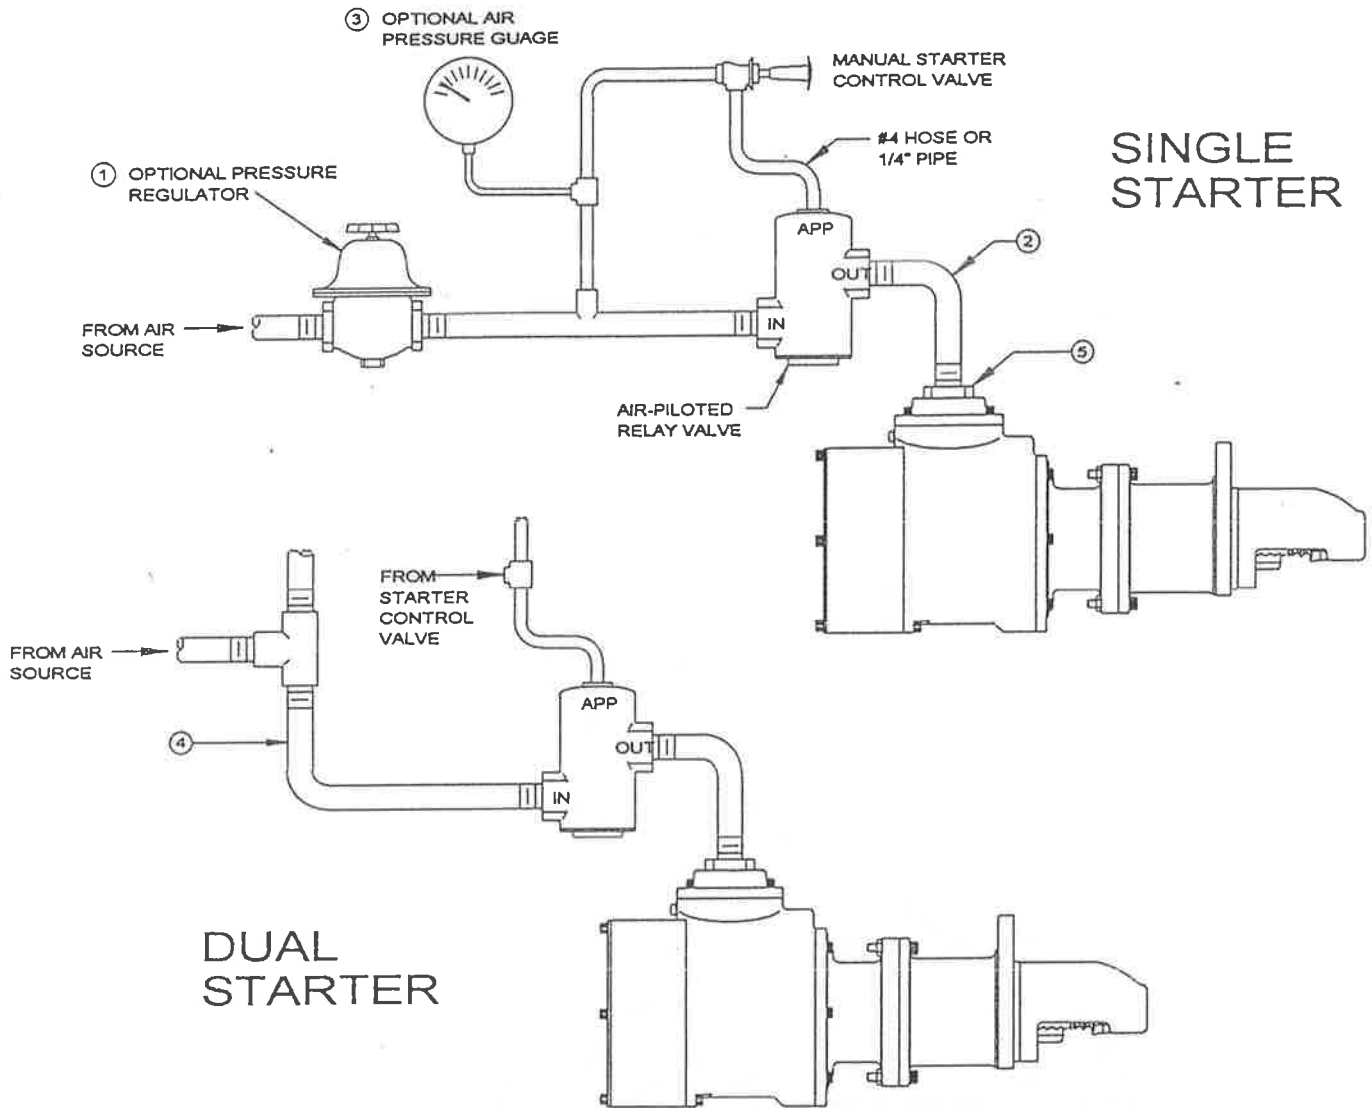 ③ OPTIONAL AIR
PRESSURE GUAGE
MANUAL STARTER
CONTROL VALVE
#4 HOSE OR
1/4" PIPE
SINGLE
STARTER
① OPTIONAL PRESSURE
REGULATOR
APP
OUT
②
FROM AIR
SOURCE
IN
⑤
AIR-PILOTED
RELAY VALVE
FROM
STARTER
CONTROL
VALVE
FROM AIR
SOURCE
APP
④
OUT
IN
DUAL
STARTER